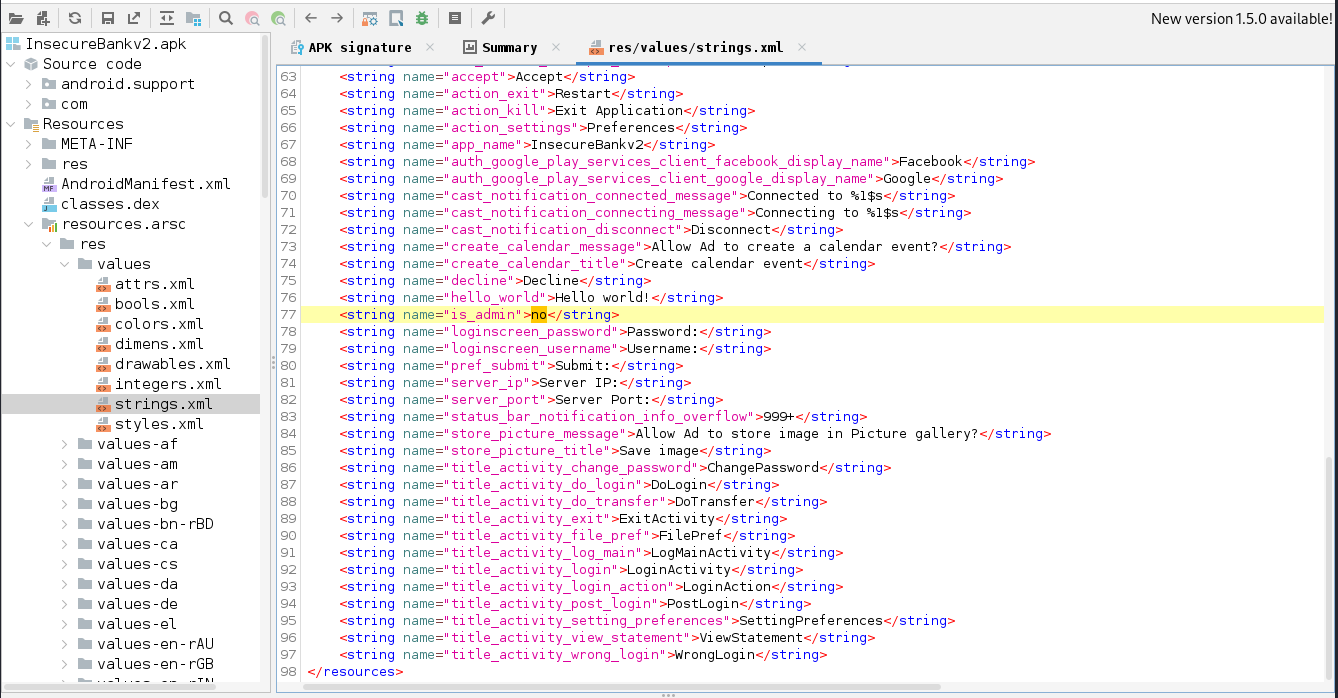 New version 1.5.0 available!
InsecureBankv2.apk
Source code
android.support
com
Resources
META-INF
res
AndroidManifest.xml
classes.dex
resources.arsc
res
values
attrs.xml
bools.xml
colors.xml
dimens.xml
drawables.xml
integers.xml
strings.xml
styles.xml
values-af
values-am
values-ar
values-bg
values-bn-rBD
values-ca
values-cs
values-da
values-de
values-el
values-en-rAU
values-en-rGB
values-en-rIN
APK signature
Summary
res/values/strings.xml
63 <string name="accept">Accept</string>
64 <string name="action_exit">Restart</string>
65 <string name="action_kill">Exit Application</string>
66 <string name="action_settings">Preferences</string>
67 <string name="app_name">InsecureBankv2</string>
68 <string name="auth_google_play_services_client_facebook_display_name">Facebook</string>
69 <string name="auth_google_play_services_client_google_display_name">Google</string>
70 <string name="cast_notification_connected_message">Connected to %1$s</string>
71 <string name="cast_notification_connecting_message">Connecting to %1$s</string>
72 <string name="cast_notification_disconnect">Disconnect</string>
73 <string name="create_calendar_message">Allow Ad to create a calendar event?</string>
74 <string name="create_calendar_title">Create calendar event</string>
75 <string name="decline">Decline</string>
76 <string name="hello_world">Hello world!</string>
77 <string name="is_admin">no</string>
78 <string name="loginscreen_password">Password:</string>
79 <string name="loginscreen_username">Username:</string>
80 <string name="pref_submit">Submit:</string>
81 <string name="server_ip">Server IP:</string>
82 <string name="server_port">Server Port:</string>
83 <string name="status_bar_notification_info_overflow">999+</string>
84 <string name="store_picture_message">Allow Ad to store image in Picture gallery?</string>
85 <string name="store_picture_title">Save image</string>
86 <string name="title_activity_change_password">ChangePassword</string>
87 <string name="title_activity_do_login">DoLogin</string>
88 <string name="title_activity_do_transfer">DoTransfer</string>
89 <string name="title_activity_exit">ExitActivity</string>
90 <string name="title_activity_file_pref">FilePref</string>
91 <string name="title_activity_log_main">LogMainActivity</string>
92 <string name="title_activity_login">LoginActivity</string>
93 <string name="title_activity_login_action">LoginAction</string>
94 <string name="title_activity_post_login">PostLogin</string>
95 <string name="title_activity_setting_preferences">SettingPreferences</string>
96 <string name="title_activity_view_statement">ViewStatement</string>
97 <string name="title_activity_wrong_login">WrongLogin</string>
98 </resources>